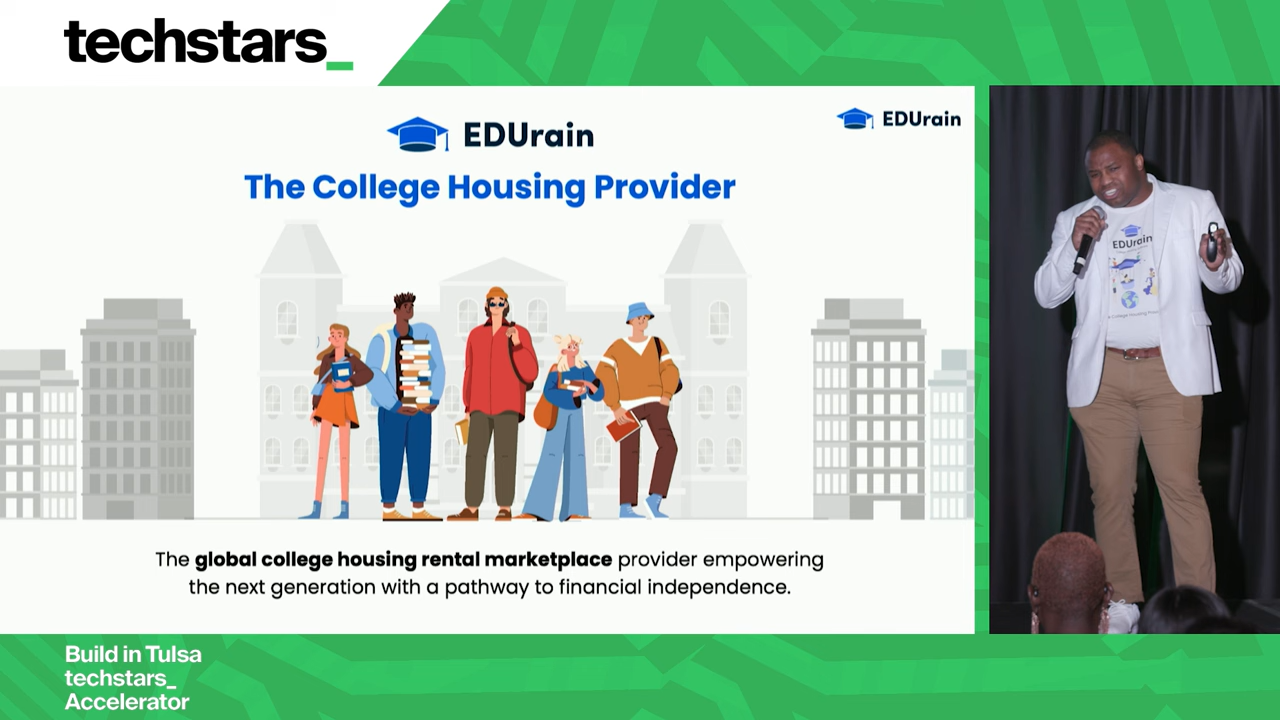 techstars_
EDUrain
EDUrain
The College Housing Provider
The global college housing rental marketplace provider empowering
the next generation with a pathway to financial independence.
EDUrain
Build in Tulsa
techstars_
Accelerator